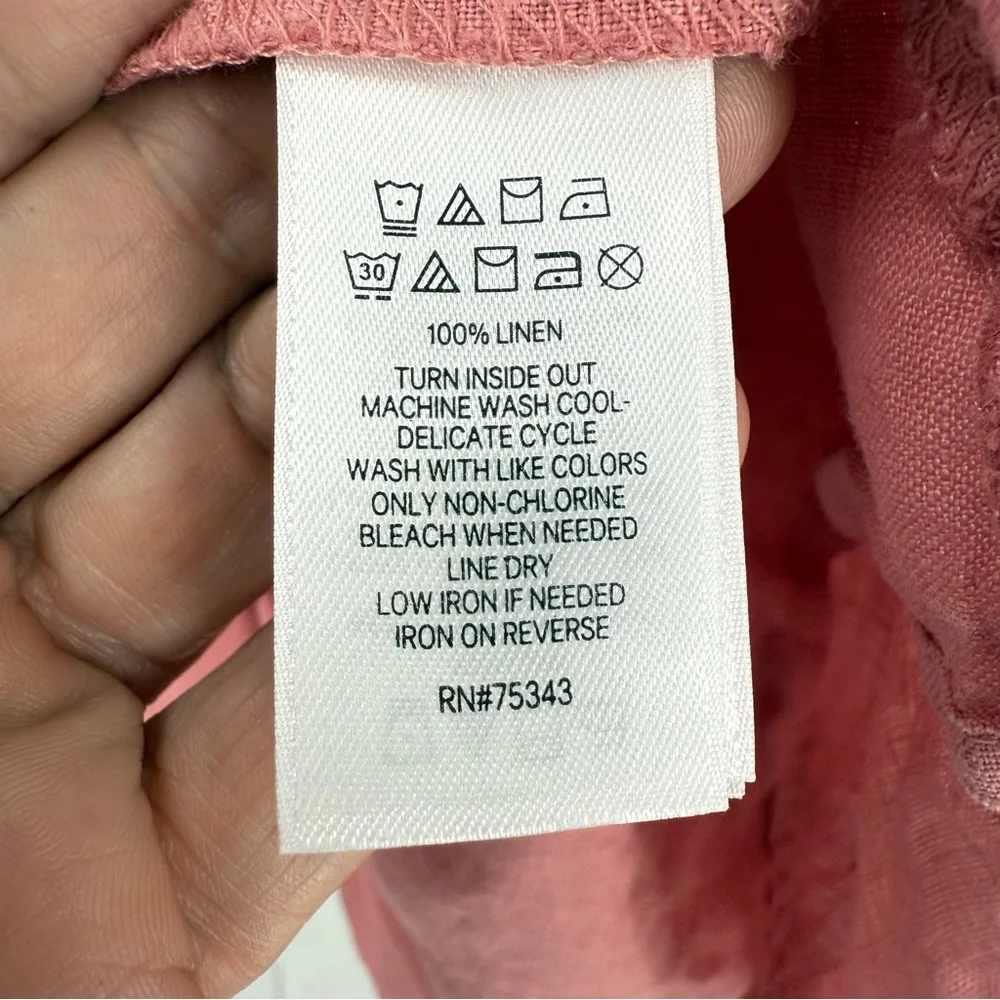 30
100% LINEN
TURN INSIDE OUT
MACHINE WASH COOL-
DELICATE CYCLE
WASH WITH LIKE COLORS
ONLY NON-CHLORINE
BLEACH WHEN NEEDED
LINE DRY
LOW IRON IF NEEDED
IRON ON REVERSE
RN#75343